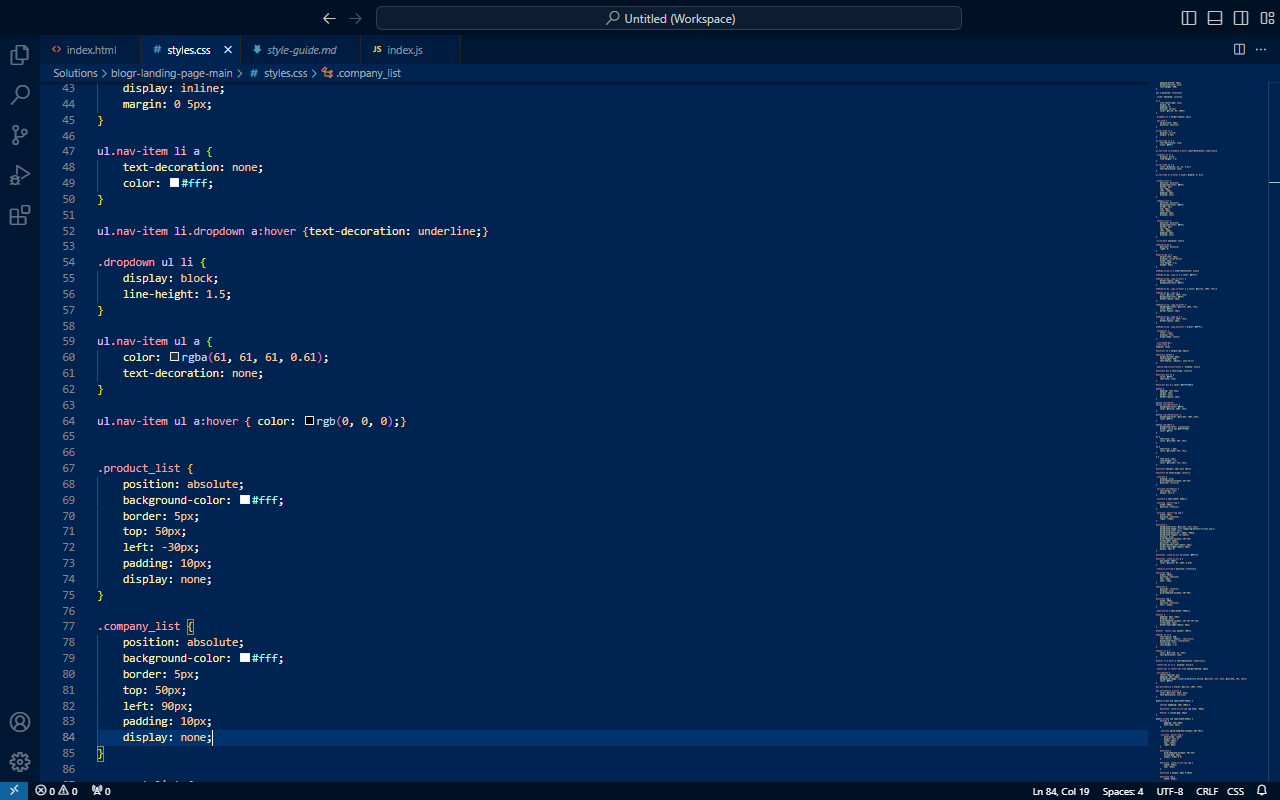 Untitled (Workspace)
index.html
styles.css
style-guide.md
JS index.js
Solutions > blogr-landing-page-main > # styles.css > .company_list
43 display: inline;
44 margin: 0 5px;
45 }
46
47 ul.nav-item li a {
48 text-decoration: none;
49 color: #fff;
50 }
51
52 ul.nav-item li.dropdown a:hover {text-decoration: underline;}
53
54 .dropdown ul li {
55 display: block;
56 line-height: 1.5;
57 }
58
59 ul.nav-item ul a {
60 color: rgba(61, 61, 61, 0.61);
61 text-decoration: none;
62 }
63
64 ul.nav-item ul a:hover { color: rgb(0, 0, 0);}
65
66
67 .product_list {
68 position: absolute;
69 background-color: #fff;
70 border: 5px;
71 top: 50px;
72 left: -30px;
73 padding: 10px;
74 display: none;
75 }
76
77 .company_list {
78 position: absolute;
79 background-color: #fff;
80 border: 5px;
81 top: 50px;
82 left: 90px;
83 padding: 10px;
84 display: none;
85 }
86
0 0 0
Ln 84, Col 19
Spaces: 4
UTF-8
CRLF
CSS